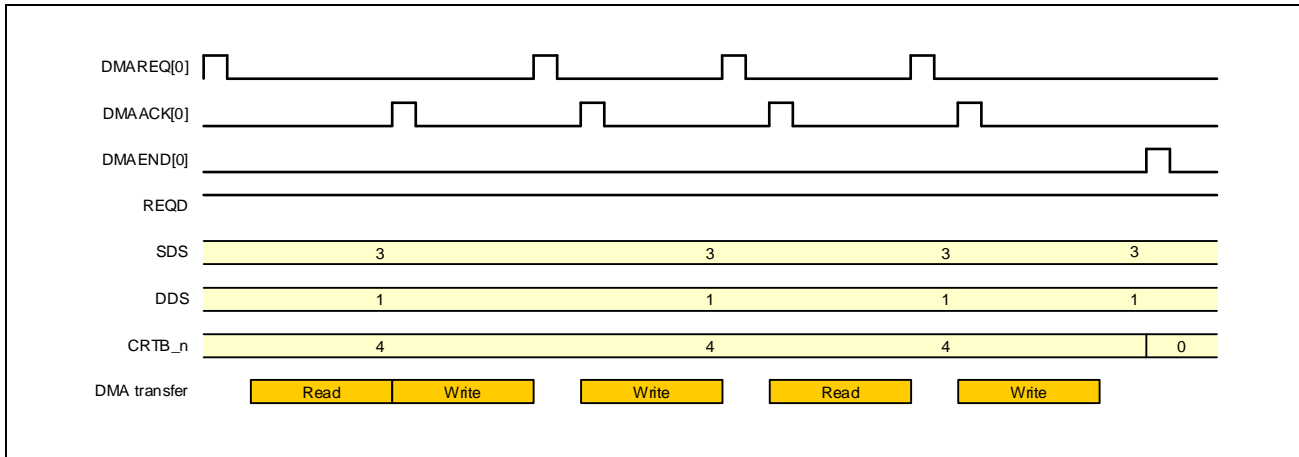 DMAREQ[0]
DMAACK[0]
DMAEND[0]
REQD
SDS 3 3 3 3
DDS 1 1 1 1
CRTB_n 4 4 4 0
DMA transfer Read Write Write Read Write